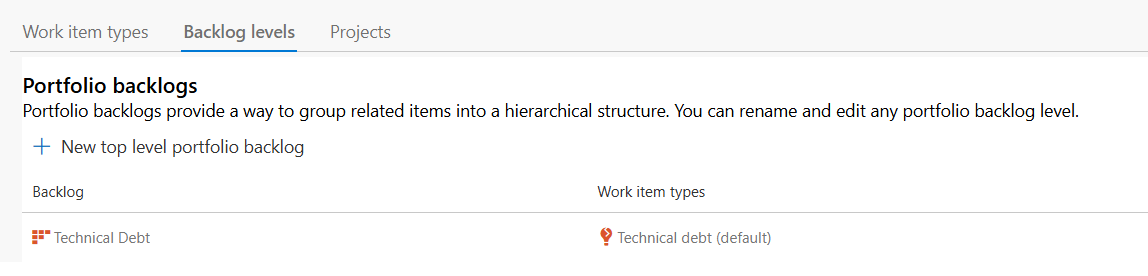 Work item types Backlog levels Projects
Portfolio backlogs
Portfolio backlogs provide a way to group related items into a hierarchical structure. You can rename and edit any portfolio backlog level.
+ New top level portfolio backlog
Backlog Work item types
Technical Debt Technical debt (default)